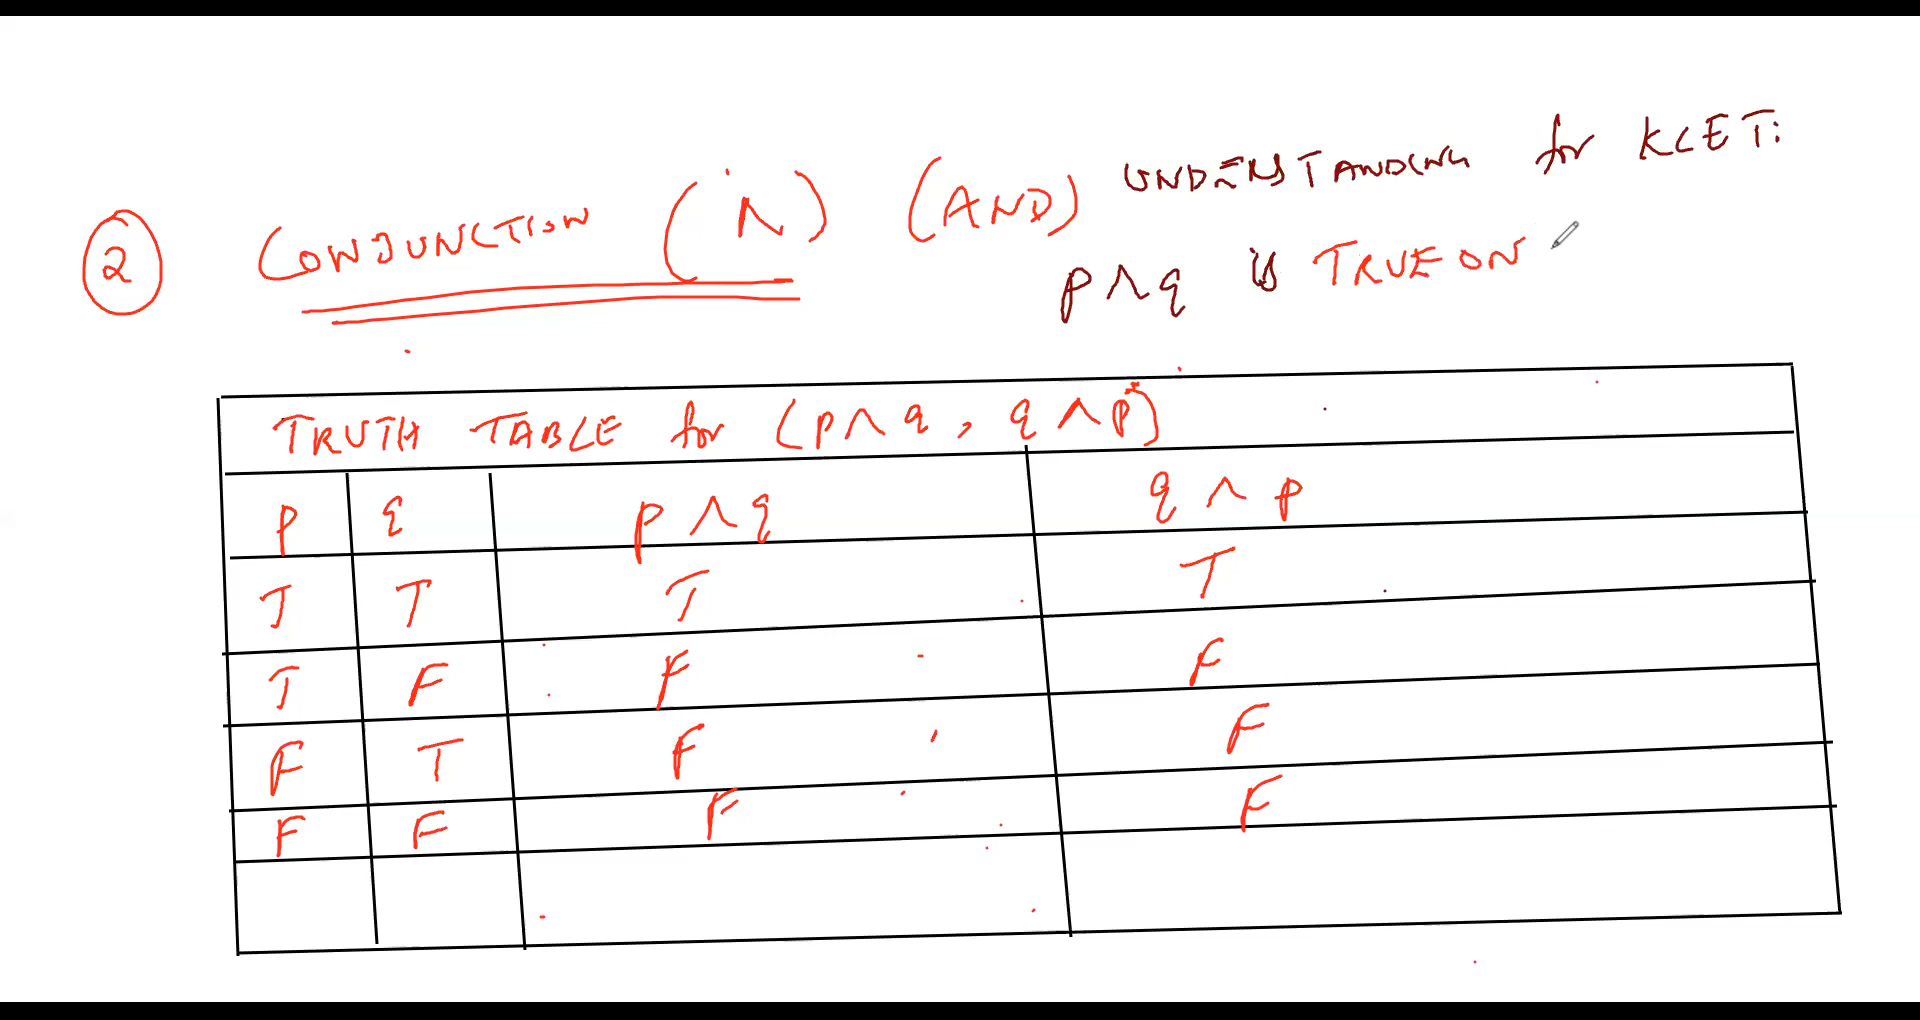 UNDERSTANDING for KCET:
② CONJUNCTION (∧) (AND)
p∧q is TRUE ON
TRUTH TABLE for (p∧q, q∧p)
p q p∧q q∧p
T T T T
T F F F
F T F F
F F F F